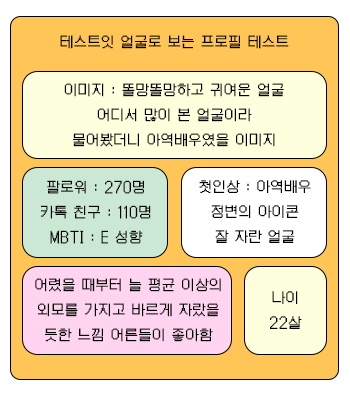 테스트잇 얼굴로 보는 프로필 테스트
이미지 : 똘망똘망하고 귀여운 얼굴
어디서 많이 본 얼굴이라
물어봤더니 아역배우였을 이미지
팔로워 : 270명
카톡 친구 : 110명
MBTI : E 성향
첫인상 : 아역배우
정변의 아이콘
잘 자란 얼굴
어렸을 때부터 늘 평균 이상의
외모를 가지고 바르게 자랐을
듯한 느낌 어른들이 좋아함
나이
22살